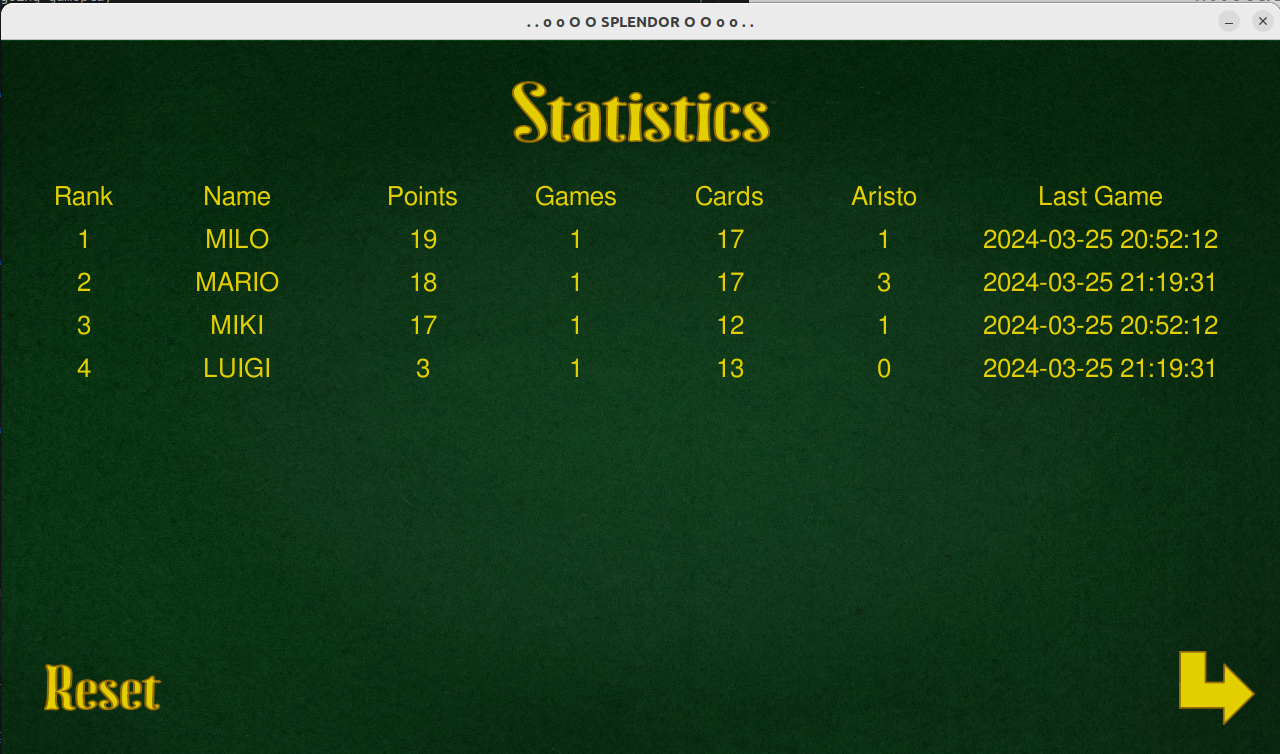 . . o o O O SPLENDOR O O o o . .
Statistics
Rank Name Points Games Cards Aristo Last Game
1 MILO 19 1 17 1 2024-03-25 20:52:12
2 MARIO 18 1 17 3 2024-03-25 21:19:31
3 MIKI 17 1 12 1 2024-03-25 20:52:12
4 LUIGI 3 1 13 0 2024-03-25 21:19:31
Reset